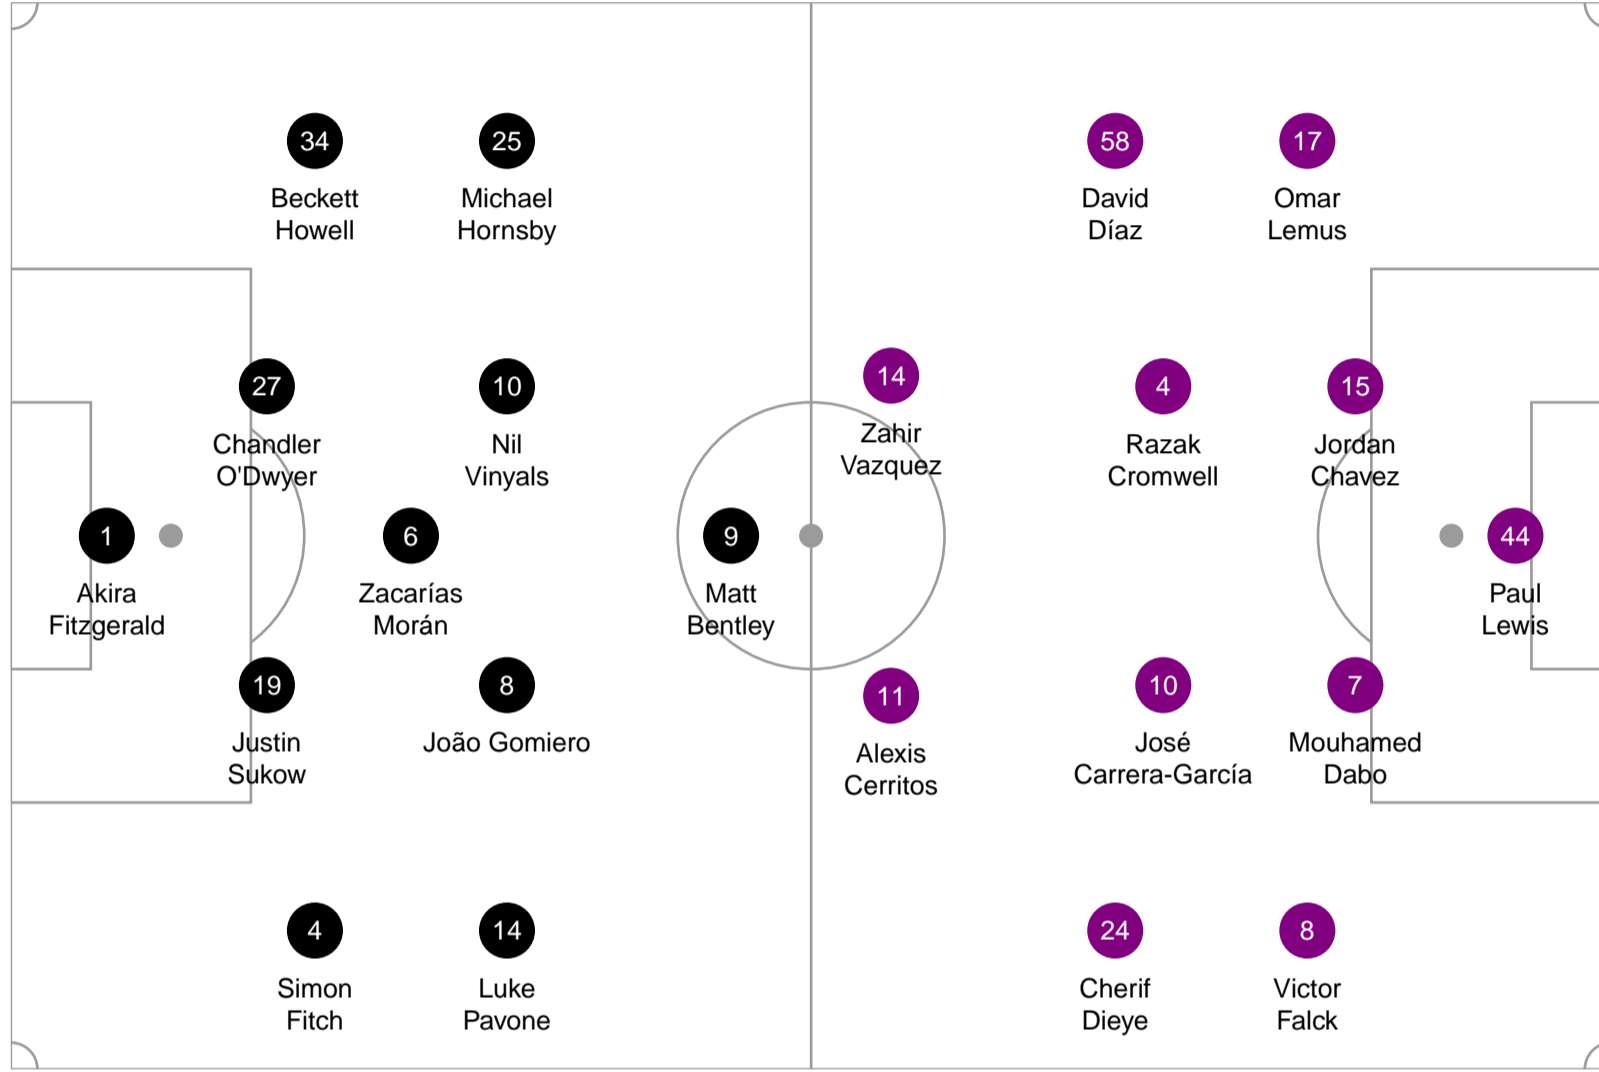 34
Beckett
Howell
25
Michael
Hornsby
58
David
Díaz
17
Omar
Lemus
27
Chandler
O'Dwyer
10
Nil
Vinyals
14
Zahir
Vazquez
4
Razak
Cromwell
15
Jordan
Chavez
1
Akira
Fitzgerald
6
Zacarías
Morán
9
Matt
Bentley
44
Paul
Lewis
19
Justin
Sukow
8
João Gomiero
11
Alexis
Cerritos
10
José
Carrera-García
7
Mouhamed
Dabo
4
Simon
Fitch
14
Luke
Pavone
24
Cherif
Dieye
8
Victor
Falck